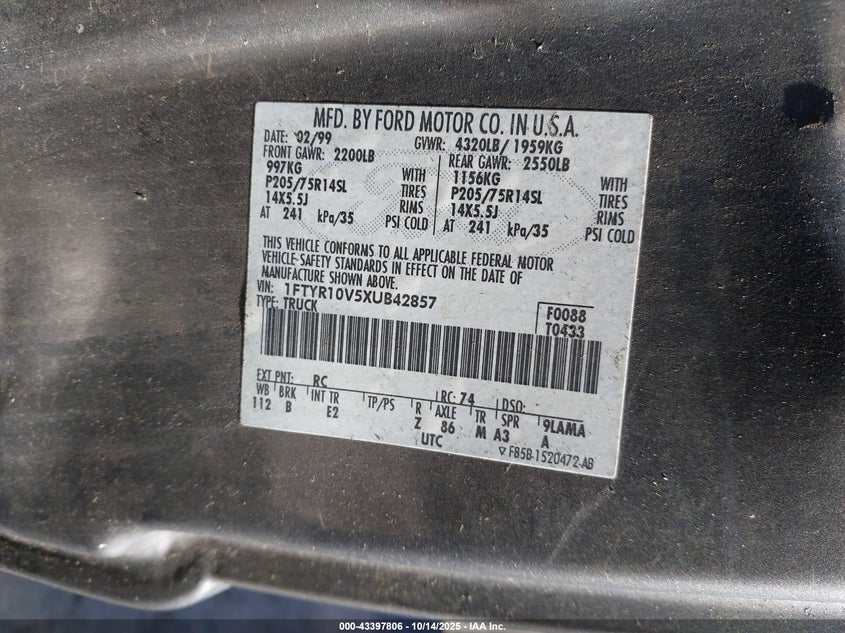 MFD. BY FORD MOTOR CO. IN U.S.A.
DATE: 02/99 GVWR: 4320LB/ 1959KG
FRONT GAWR: 2200LB REAR GAWR: 2550LB
997KG WITH 1156KG WITH
P205/75R14SL TIRES P205/75R14SL TIRES
14X5.5J RIMS 14X5.5J RIMS
AT 241 kPa/35 PSI COLD AT 241 kPa/35 PSI COLD
THIS VEHICLE CONFORMS TO ALL APPLICABLE FEDERAL MOTOR
VEHICLE SAFETY STANDARDS IN EFFECT ON THE DATE OF
MANUFACTURE SHOWN ABOVE.
VIN: 1FTYR10V5XUB42857
TYPE: TRUCK
F0088
T0433
EXT PNT: RC RC: 74 DSO:
WB BRK INT TR TP/PS R AXLE TR SPR 9LAMA
112 B E2 Z 86 M A3 A
UTC
F85B-1520472-AB
000-43397806 - 10/14/2025 - IAA Inc.